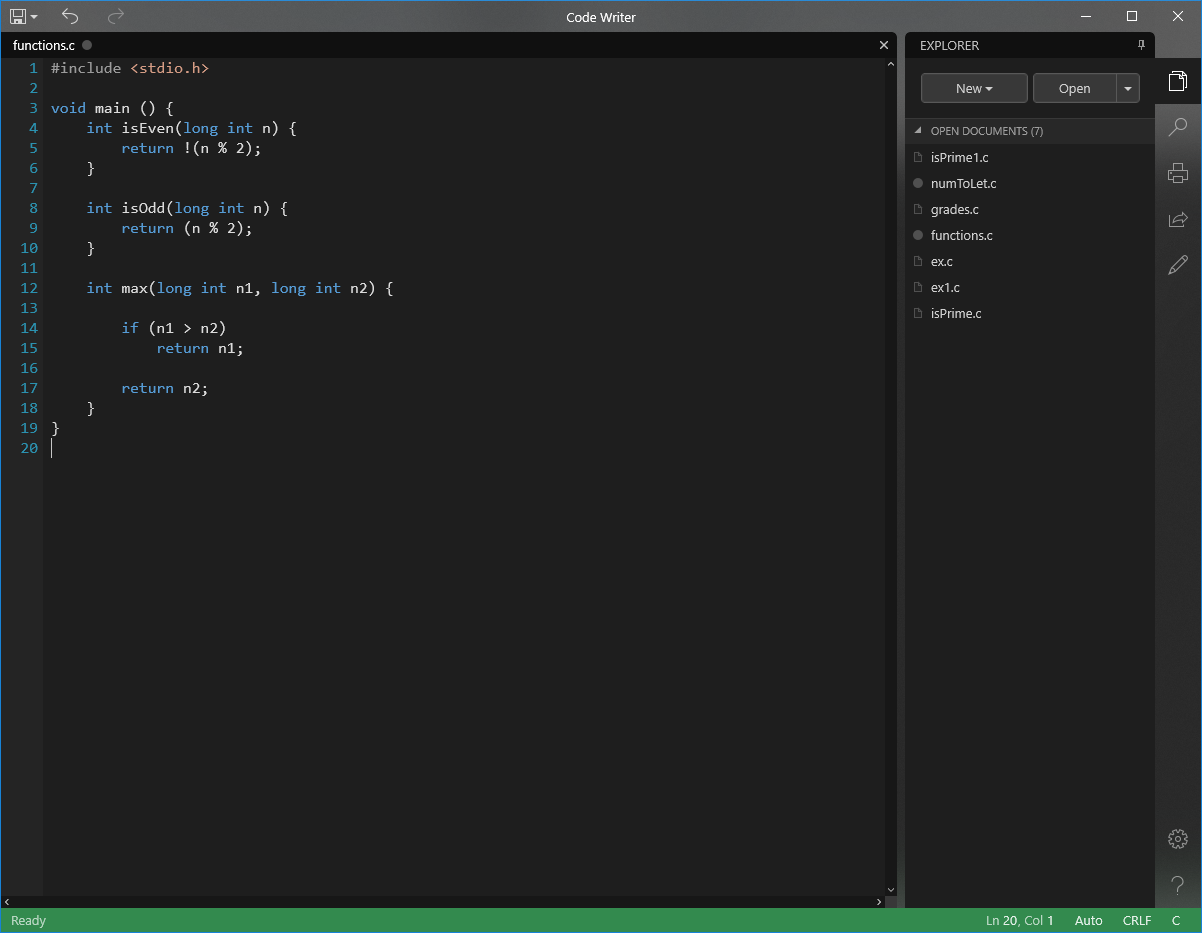 Code Writer
functions.c
1 #include <stdio.h>
2
3 void main () {
4     int isEven(long int n) {
5         return !(n % 2);
6     }
7
8     int isOdd(long int n) {
9         return (n % 2);
10     }
11
12     int max(long int n1, long int n2) {
13
14         if (n1 > n2)
15             return n1;
16
17         return n2;
18     }
19 }
20
EXPLORER
New Open
OPEN DOCUMENTS (7)
isPrime1.c
numToLet.c
grades.c
functions.c
ex.c
ex1.c
isPrime.c
Ready Ln 20, Col 1 Auto CRLF C